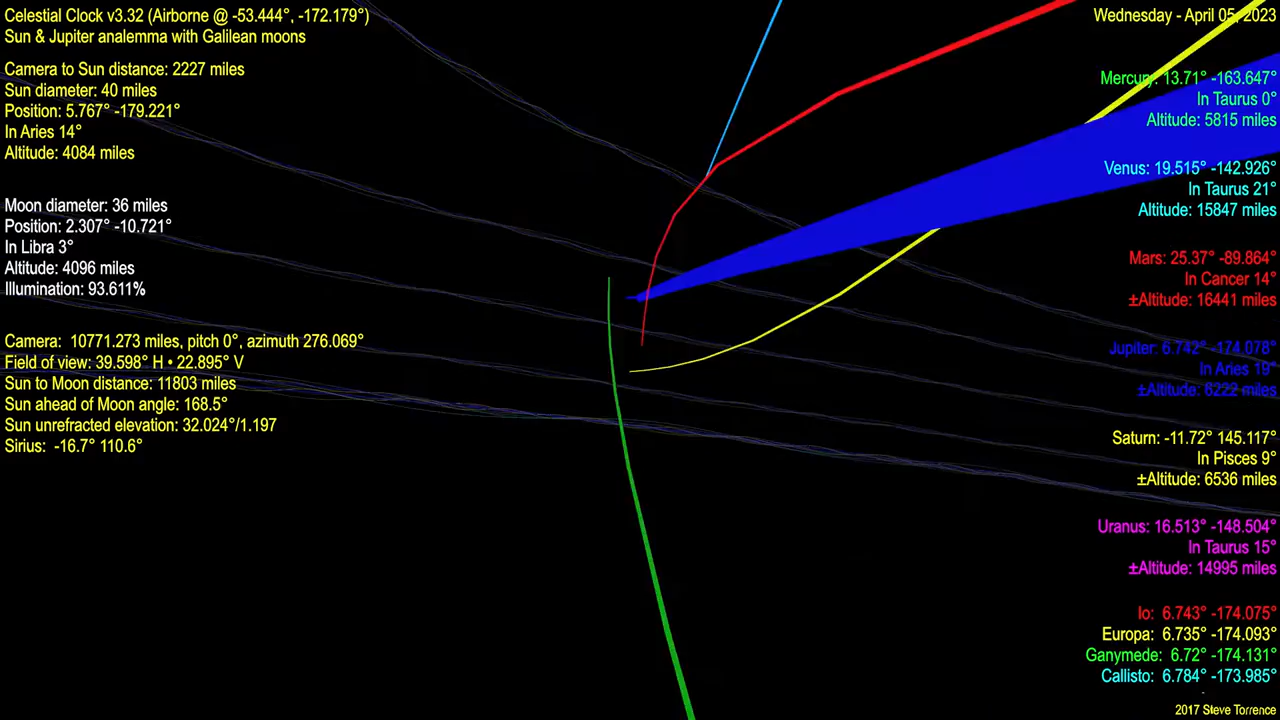 Celestial Clock v3.32 (Airborne @ -53.444°, -172.179°)
Sun & Jupiter analemma with Galilean moons
Camera to Sun distance: 2227 miles
Sun diameter: 40 miles
Position: 5.767° -179.221°
In Aries 14°
Altitude: 4084 miles
Moon diameter: 36 miles
Position: 2.307° -10.721°
In Libra 3°
Altitude: 4096 miles
Illumination: 93.611%
Camera:  10771.273 miles, pitch 0°, azimuth 276.069°
Field of view: 39.598° H • 22.895° V
Sun to Moon distance: 11803 miles
Sun ahead of Moon angle: 168.5°
Sun unrefracted elevation: 32.024°/1.197
Sirius:  -16.7° 110.6°
Wednesday - April 05, 2023
Mercury: 13.71° -163.647°
In Taurus 0°
Altitude: 5815 miles
Venus: 19.515° -142.926°
In Taurus 21°
Altitude: 15847 miles
Mars: 25.37° -89.864°
In Cancer 14°
±Altitude: 16441 miles
Jupiter: 6.742° -174.078°
In Aries 19°
±Altitude: 6222 miles
Saturn: -11.72° 145.117°
In Pisces 9°
±Altitude: 6536 miles
Uranus: 16.513° -148.504°
In Taurus 15°
±Altitude: 14995 miles
Io:  6.743° -174.075°
Europa:  6.735° -174.093°
Ganymede:  6.72° -174.131°
Callisto:  6.784° -173.985°
2017 Steve Torrence